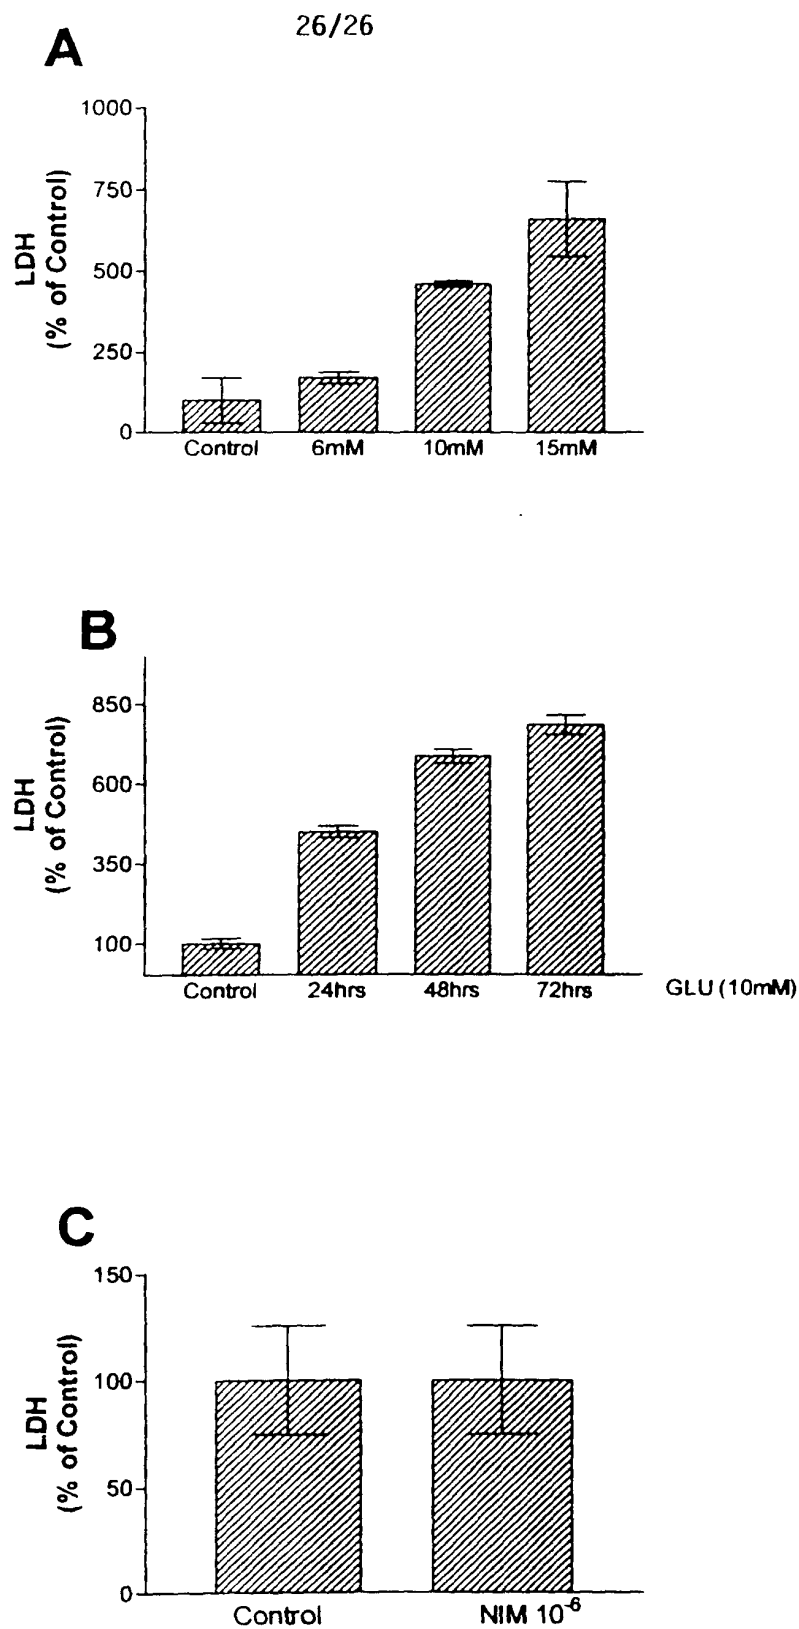 26/26
A
LDH
(% of Control)
1000
750
500
250
0
Control 6mM 10mM 15mM
B
LDH
(% of Control)
850
600
350
100
Control 24hrs 48hrs 72hrs GLU (10mM)
C
LDH
(% of Control)
150
100
50
0
Control NIM 10⁻⁶